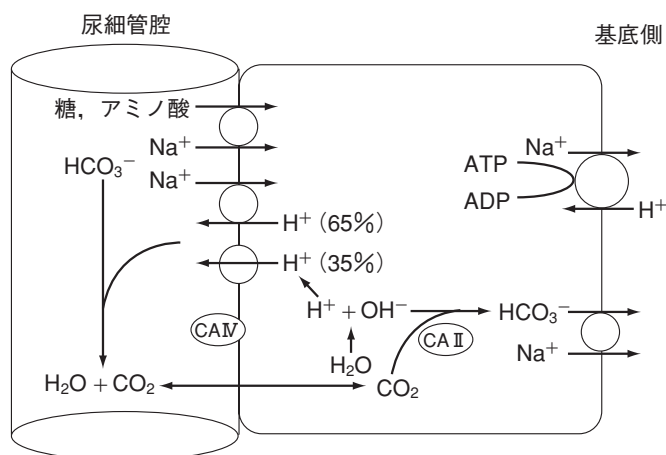 尿細管腔
基底側
糖，アミノ酸
Na⁺
HCO₃⁻
Na⁺
H⁺ (65%)
H⁺ (35%)
Na⁺
ATP
ADP
H⁺
H⁺ + OH⁻
HCO₃⁻
CAⅣ
CAⅡ
H₂O
Na⁺
H₂O + CO₂
CO₂